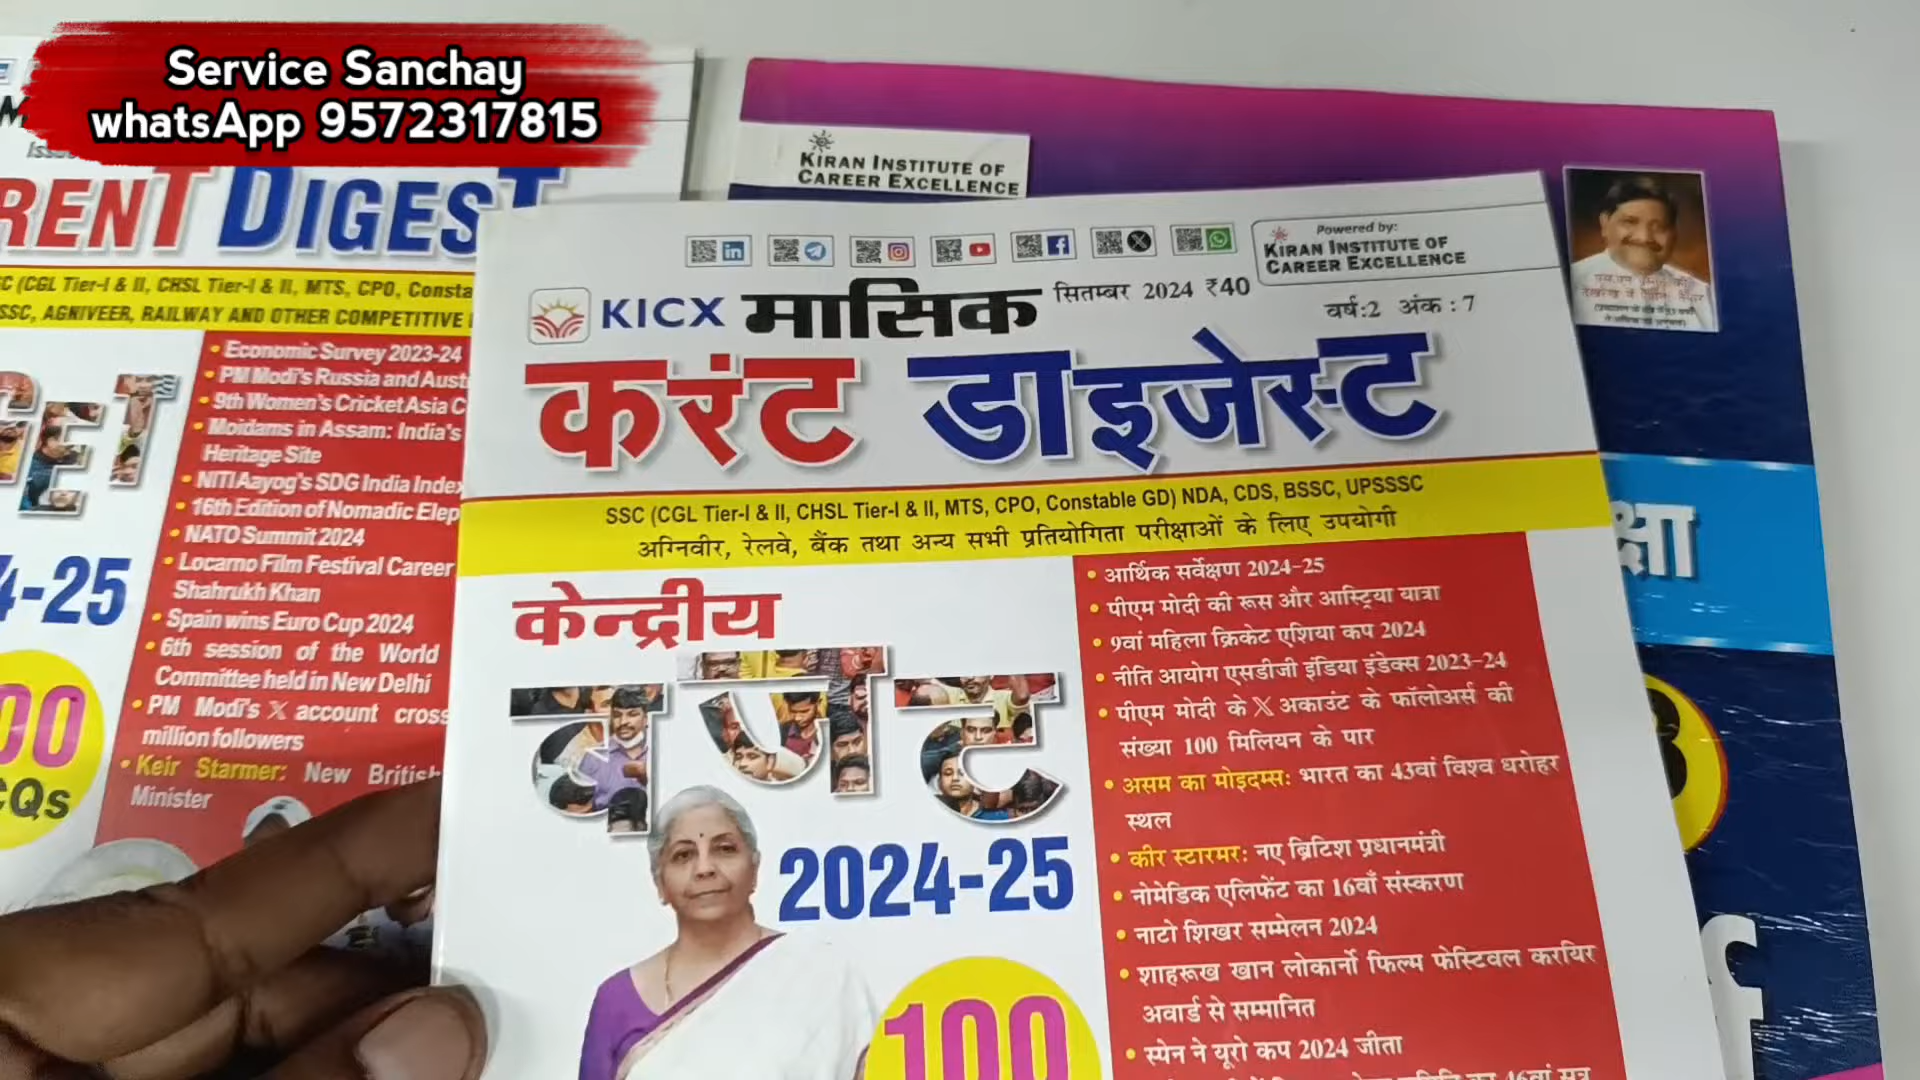 Service Sanchay
whatsApp 9572317815
RENT DIGEST
C (CGL Tier-I & II, CHSL Tier-I & II, MTS, CPO, Consta
SSC, AGNIVEER, RAILWAY AND OTHER COMPETITIVE
GET
4-25
00
CQs
• Economic Survey 2023-24
• PM Modi's Russia and Aust
• 9th Women's Cricket Asia C
• Moidams in Assam: India's
Heritage Site
• NITI Aayog's SDG India Index
• 16th Edition of Nomadic Elep
• NATO Summit 2024
• Locarno Film Festival Career
Shahrukh Khan
• Spain wins Euro Cup 2024
• 6th session of the World
Committee held in New Delhi
• PM Modi's X account cross
million followers
• Keir Starmer: New British
Minister
KIRAN INSTITUTE OF
CAREER EXCELLENCE
Powered by:
KIRAN INSTITUTE OF
CAREER EXCELLENCE
KICX मासिक
सितम्बर 2024 ₹40
वर्ष:2 अंक : 7
करंट डाइजेस्ट
SSC (CGL Tier-I & II, CHSL Tier-I & II, MTS, CPO, Constable GD) NDA, CDS, BSSC, UPSSSC
अग्निवीर, रेलवे, बैंक तथा अन्य सभी प्रतियोगिता परीक्षाओं के लिए उपयोगी
केन्द्रीय
बजट
2024-25
100
• आर्थिक सर्वेक्षण 2024-25
• पीएम मोदी की रूस और आस्ट्रिया यात्रा
• 9वां महिला क्रिकेट एशिया कप 2024
• नीति आयोग एसडीजी इंडिया इंडेक्स 2023-24
• पीएम मोदी के X अकाउंट के फॉलोअर्स की
संख्या 100 मिलियन के पार
• असम का मोइदम्स: भारत का 43वां विश्व धरोहर
स्थल
• कीर स्टारमर: नए ब्रिटिश प्रधानमंत्री
• नोमेडिक एलिफेंट का 16वाँ संस्करण
• नाटो शिखर सम्मेलन 2024
• शाहरूख खान लोकार्नो फिल्म फेस्टिवल करयिर
अवार्ड से सम्मानित
• स्पेन ने यूरो कप 2024 जीता
क्षा